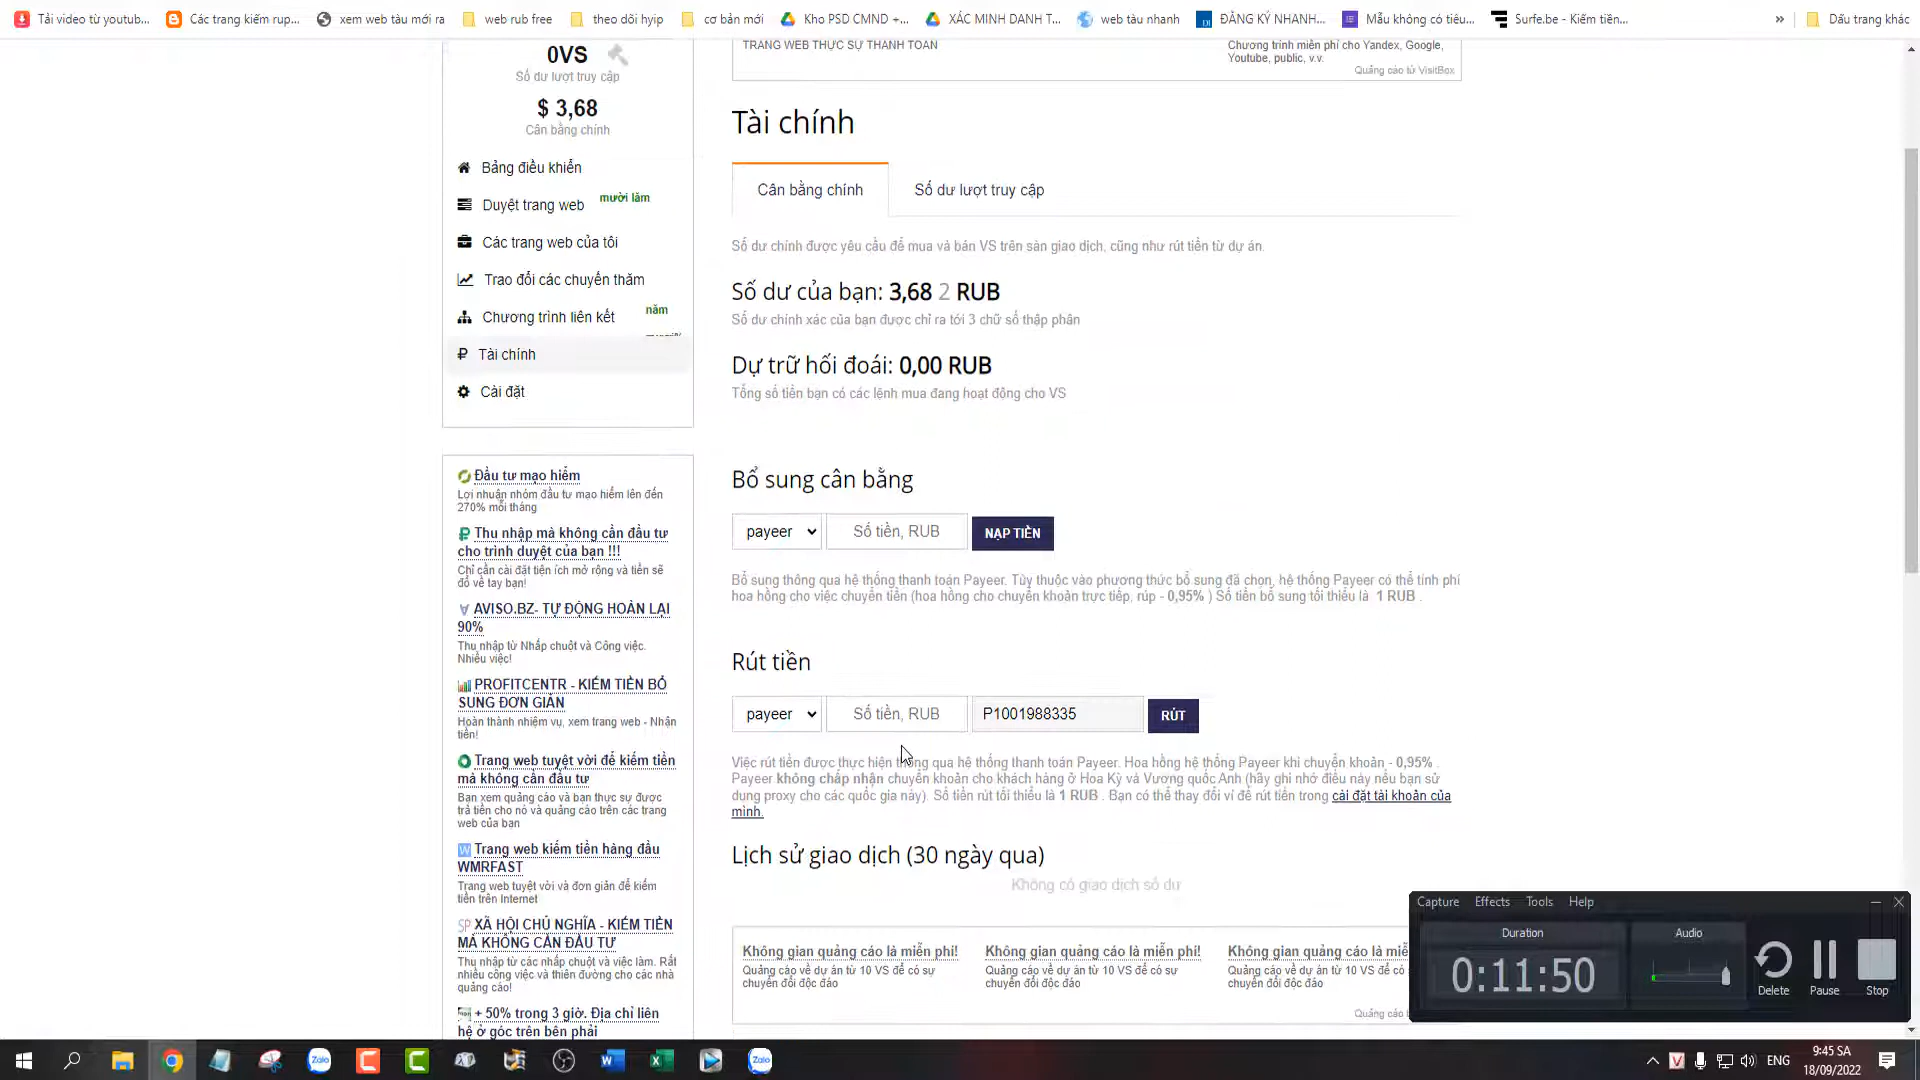 Tải video từ youtub...
Các trang kiếm rup...
xem web tàu mới ra
web rub free
theo dõi hyip
cơ bản mới
Kho PSD CMND +...
XÁC MINH DANH T...
web tàu nhanh
ĐĂNG KÝ NHANH...
Mẫu không có tiêu...
Surfe.be - Kiếm tiền...
»
Dấu trang khác
0VS
Số dư lượt truy cập
$ 3,68
Cân bằng chính
Bảng điều khiển
Duyệt trang web
mười lăm
Các trang web của tôi
Trao đổi các chuyến thăm
Chương trình liên kết
năm
Tài chính
Cài đặt
Đầu tư mạo hiểm
Lợi nhuận nhóm đầu tư mạo hiểm lên đến
270% mỗi tháng
Thu nhập mà không cần đầu tư
cho trình duyệt của bạn !!!
Chỉ cần cài đặt tiện ích mở rộng và tiền sẽ
đổ về tay bạn!
AVISO.BZ- TỰ ĐỘNG HOÀN LẠI
90%
Thu nhập từ Nhấp chuột và Công việc.
Nhiều việc!
PROFITCENTR - KIẾM TIỀN BỔ
SUNG ĐƠN GIẢN
Hoàn thành nhiệm vụ, xem trang web - Nhận
tiền!
Trang web tuyệt vời để kiếm tiền
mà không cần đầu tư
Bạn xem quảng cáo và bạn thực sự được
trả tiền cho nó và quảng cáo trên các trang
web của bạn
Trang web kiếm tiền hàng đầu
WMRFAST
Trang web tuyệt vời và đơn giản để kiếm
tiền trên Internet
XÃ HỘI CHỦ NGHĨA - KIẾM TIỀN
MÀ KHÔNG CẦN ĐẦU TƯ
Thu nhập từ các nhấp chuột và việc làm. Rất
nhiều công việc và thiên đường cho các nhà
quảng cáo!
+ 50% trong 3 giờ. Địa chỉ liên
hệ ở góc trên bên phải
TRANG WEB THỰC SỰ THANH TOÁN
Chương trình miễn phí cho Yandex, Google,
Youtube, public, v.v.
Quảng cáo từ VisitBox
Tài chính
Cân bằng chính
Số dư lượt truy cập
Số dư chính được yêu cầu để mua và bán VS trên sàn giao dịch, cũng như rút tiền từ dự án.
Số dư của bạn: 3,68 2 RUB
Số dư chính xác của bạn được chỉ ra tới 3 chữ số thập phân
Dự trữ hối đoái: 0,00 RUB
Tổng số tiền bạn có các lệnh mua đang hoạt động cho VS
Bổ sung cân bằng
payeer
Số tiền, RUB
NẠP TIỀN
Bổ sung thông qua hệ thống thanh toán Payeer. Tùy thuộc vào phương thức bổ sung đã chọn, hệ thống Payeer có thể tính phí
hoa hồng cho việc chuyển tiền (hoa hồng cho chuyển khoản trực tiếp, rúp - 0,95% ) Số tiền bổ sung tối thiểu là 1 RUB .
Rút tiền
payeer
Số tiền, RUB
P1001988335
RÚT
Việc rút tiền được thực hiện thông qua hệ thống thanh toán Payeer. Hoa hồng hệ thống Payeer khi chuyển khoản - 0,95% .
Payeer không chấp nhận chuyển khoản cho khách hàng ở Hoa Kỳ và Vương quốc Anh (hãy ghi nhớ điều này nếu bạn sử
dụng proxy cho các quốc gia này). Số tiền rút tối thiểu là 1 RUB . Bạn có thể thay đổi ví để rút tiền trong cài đặt tài khoản của
mình.
Lịch sử giao dịch (30 ngày qua)
Không có giao dịch số dư
Không gian quảng cáo là miễn phí!
Quảng cáo về dự án từ 10 VS để có sự
chuyển đổi độc đáo
Không gian quảng cáo là miễn phí!
Quảng cáo về dự án từ 10 VS để có sự
chuyển đổi độc đáo
Không gian quảng cáo là miễ
Quảng cáo về dự án từ 10 VS để có
chuyển đổi độc đáo
Quảng cáo
Capture
Effects
Tools
Help
Duration
0:11:50
Audio
Delete
Pause
Stop
Zalo
Zalo
ENG
9:45 SA
18/09/2022